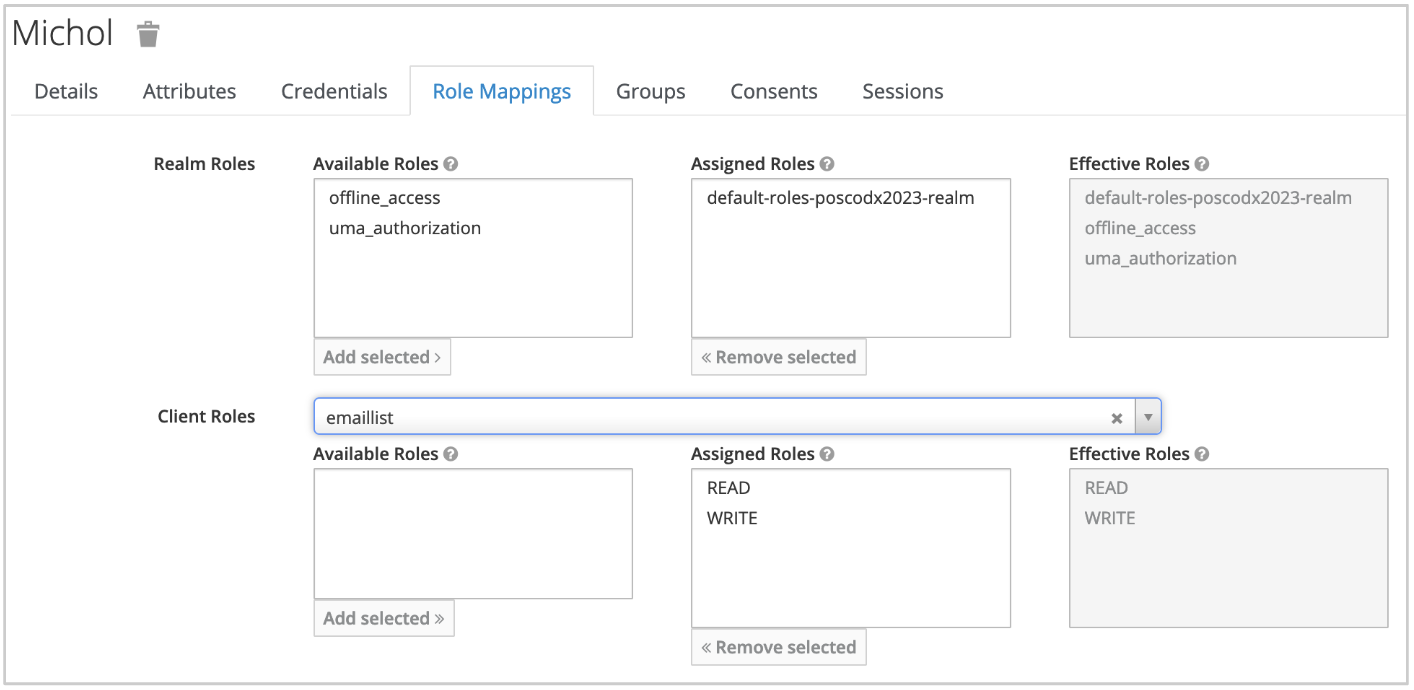 Michol
Details Attributes Credentials Role Mappings Groups Consents Sessions
Realm Roles Available Roles ? Assigned Roles ? Effective Roles ?
offline_access default-roles-poscodx2023-realm default-roles-poscodx2023-realm
uma_authorization offline_access
uma_authorization
Add selected › « Remove selected
Client Roles emaillist
Available Roles ? Assigned Roles ? Effective Roles ?
READ READ
WRITE WRITE
Add selected »
« Remove selected